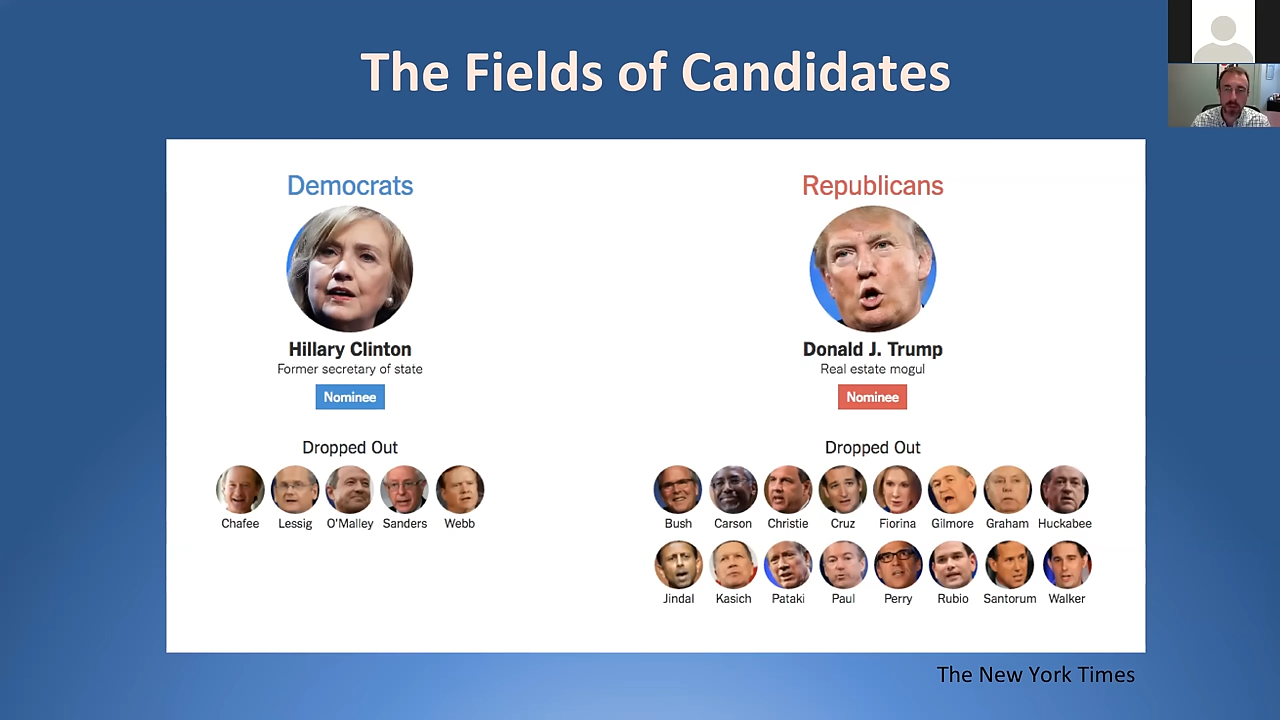 The Fields of Candidates
Democrats
Hillary Clinton
Former secretary of state
Nominee
Dropped Out
Chafee Lessig O'Malley Sanders Webb
Republicans
Donald J. Trump
Real estate mogul
Nominee
Dropped Out
Bush Carson Christie Cruz Fiorina Gilmore Graham Huckabee
Jindal Kasich Pataki Paul Perry Rubio Santorum Walker
The New York Times